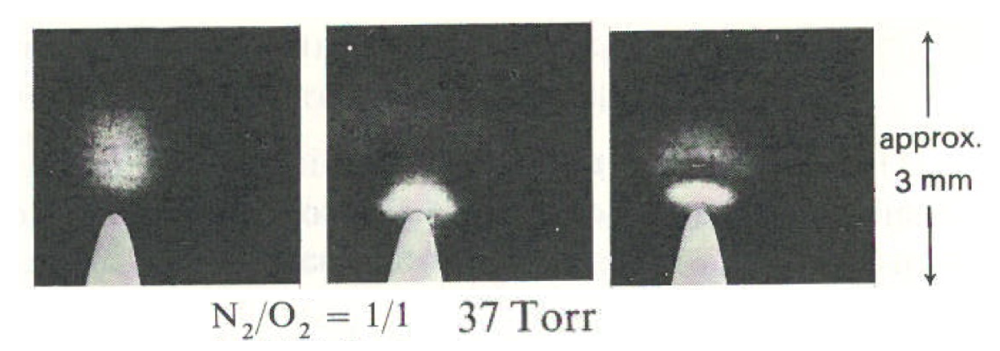 approx.
3 mm
N₂/O₂ = 1/1 37 Torr